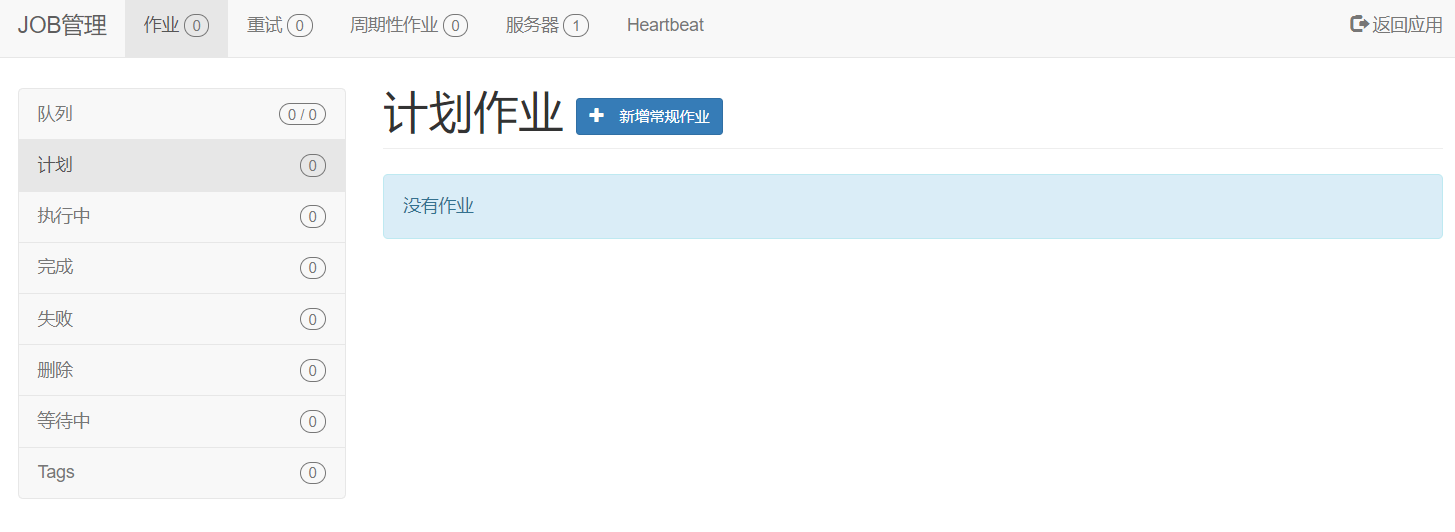 JOB管理 作业 0 重试 0 周期性作业 0 服务器 1 Heartbeat 返回应用
队列 0 / 0
计划 0
执行中 0
完成 0
失败 0
删除 0
等待中 0
Tags 0
计划作业 新增常规作业
没有作业